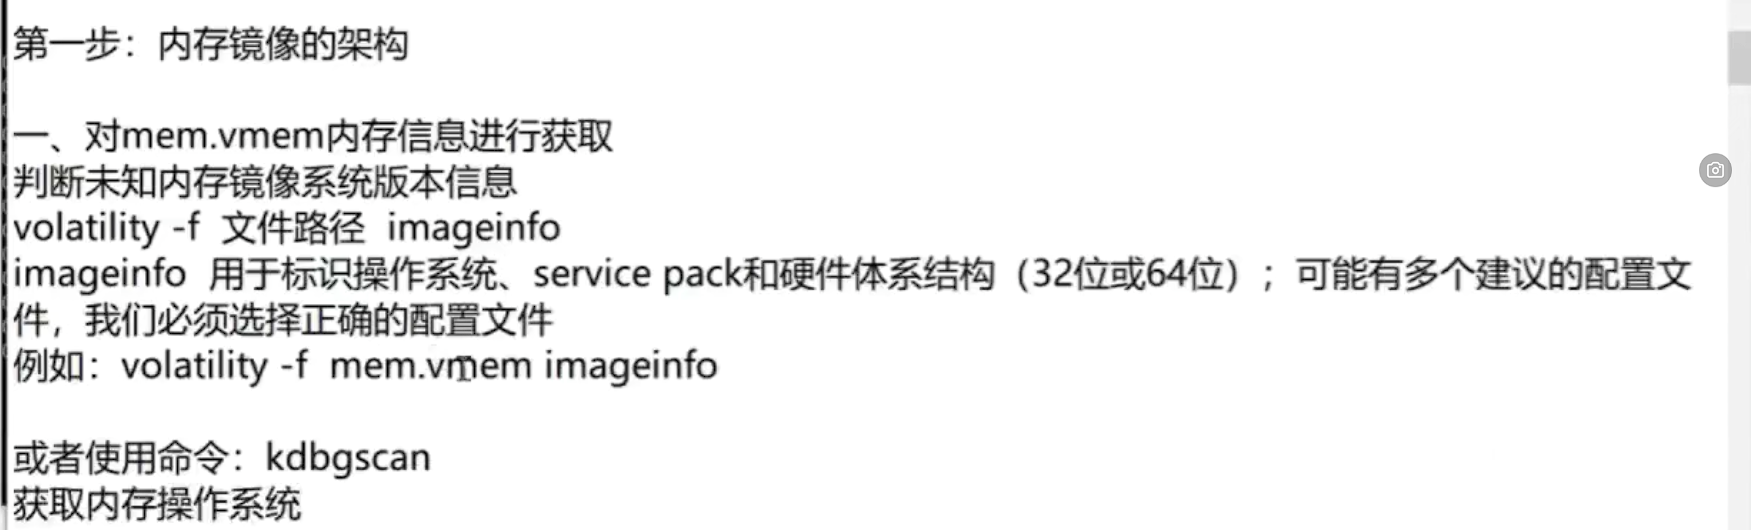 第一步：内存镜像的架构
一、对mem.vmem内存信息进行获取
判断未知内存镜像系统版本信息
volatility -f  文件路径  imageinfo
imageinfo  用于标识操作系统、service pack和硬件体系结构（32位或64位）；可能有多个建议的配置文
件，我们必须选择正确的配置文件
例如：volatility -f  mem.vmem imageinfo
或者使用命令：kdbgscan
获取内存操作系统